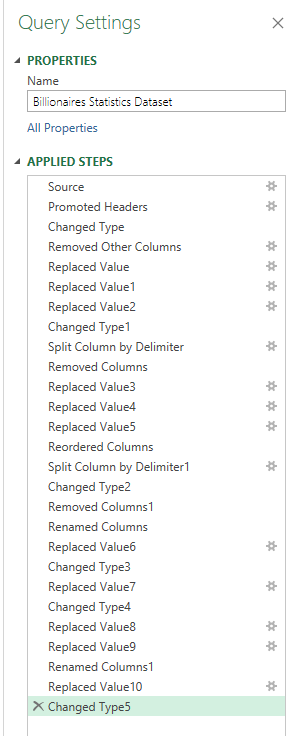 Query Settings
PROPERTIES
Name
Billionaires Statistics Dataset
All Properties
APPLIED STEPS
Source
Promoted Headers
Changed Type
Removed Other Columns
Replaced Value
Replaced Value1
Replaced Value2
Changed Type1
Split Column by Delimiter
Removed Columns
Replaced Value3
Replaced Value4
Replaced Value5
Reordered Columns
Split Column by Delimiter1
Changed Type2
Removed Columns1
Renamed Columns
Replaced Value6
Changed Type3
Replaced Value7
Changed Type4
Replaced Value8
Replaced Value9
Renamed Columns1
Replaced Value10
Changed Type5